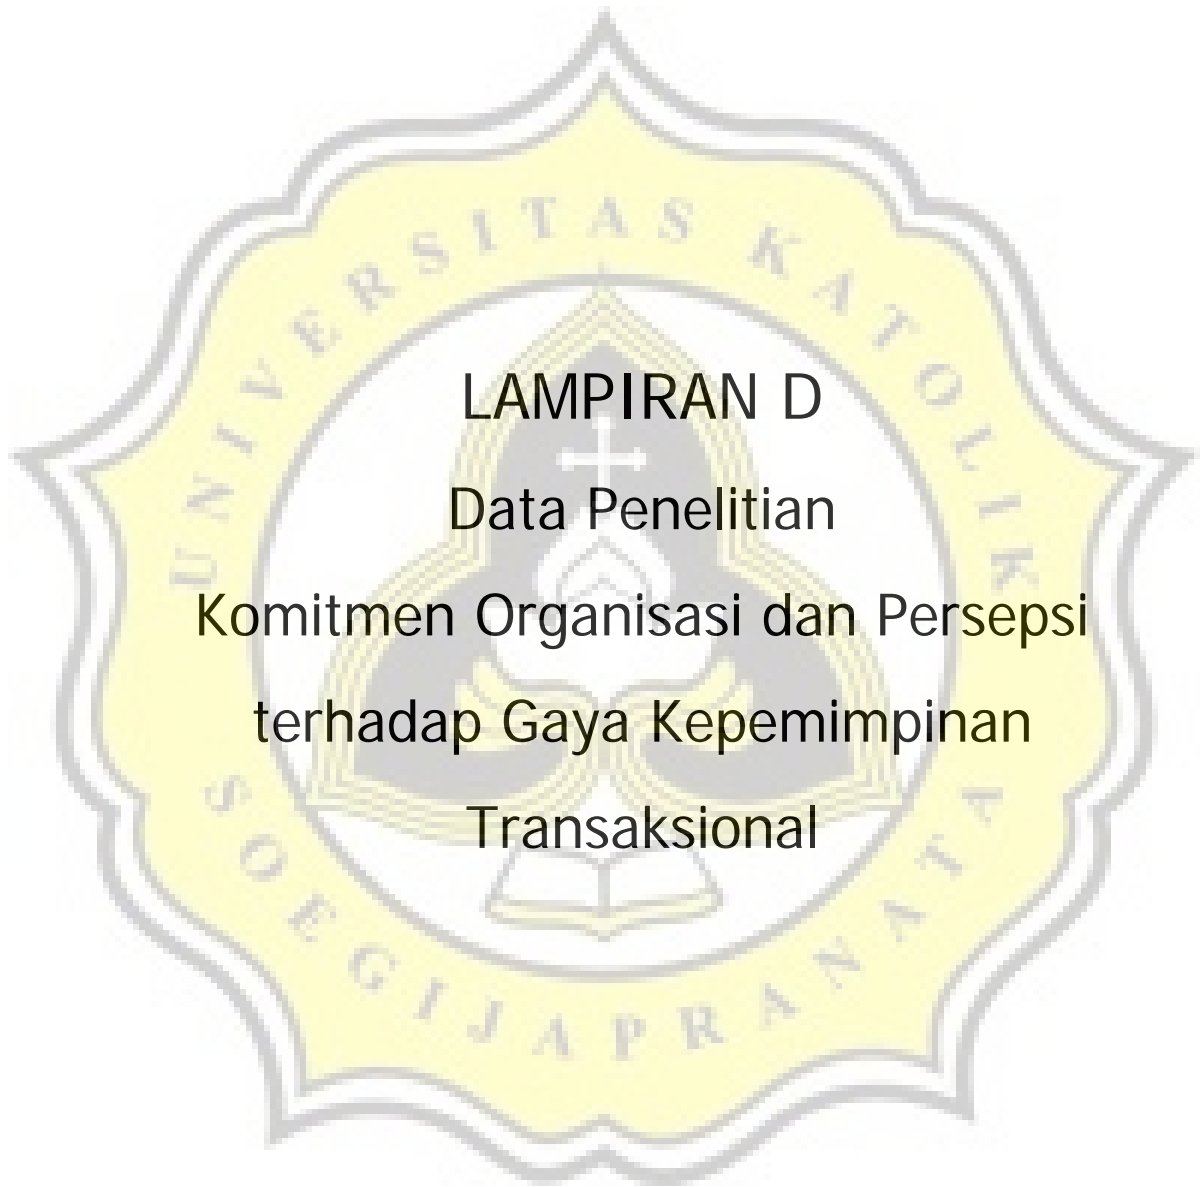 UNIVERSITAS KATOLIK
LAMPIRAN D
Data Penelitian
Komitmen Organisasi dan Persepsi
terhadap Gaya Kepemimpinan
Transaksional
SOEGIJAPRANATA